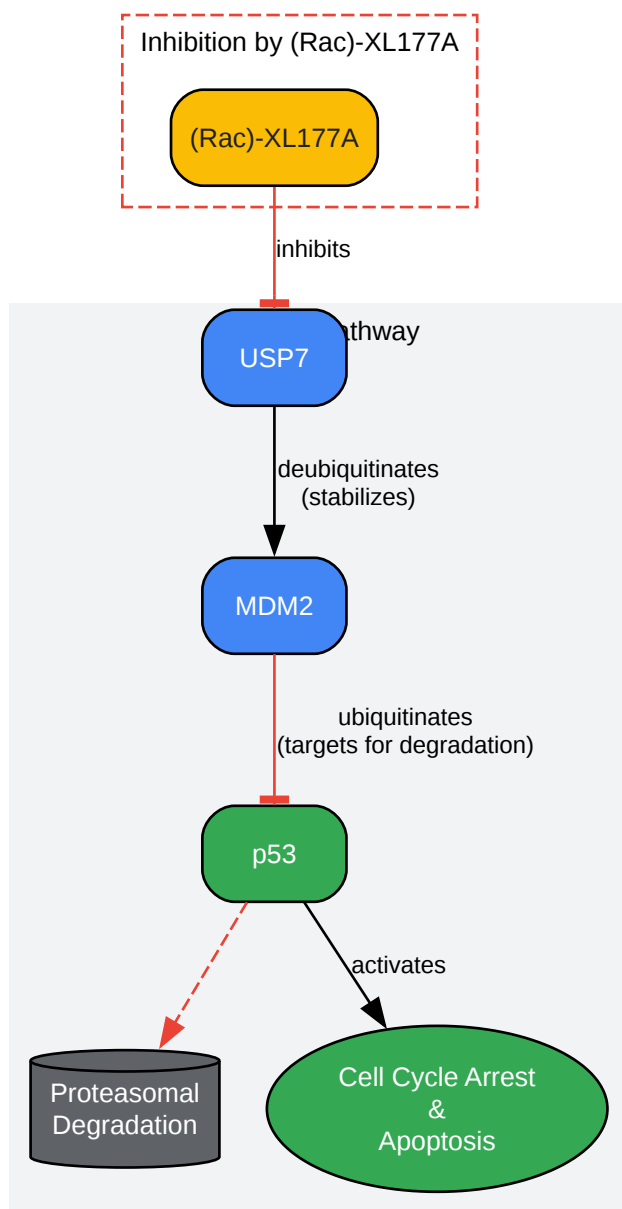 Inhibition by (Rac)-XL177A
(Rac)-XL177A
inhibits
athway
USP7
deubiquitinates
(stabilizes)
MDM2
ubiquitinates
(targets for degradation)
p53
activates
Proteasomal
Degradation
Cell Cycle Arrest
&
Apoptosis